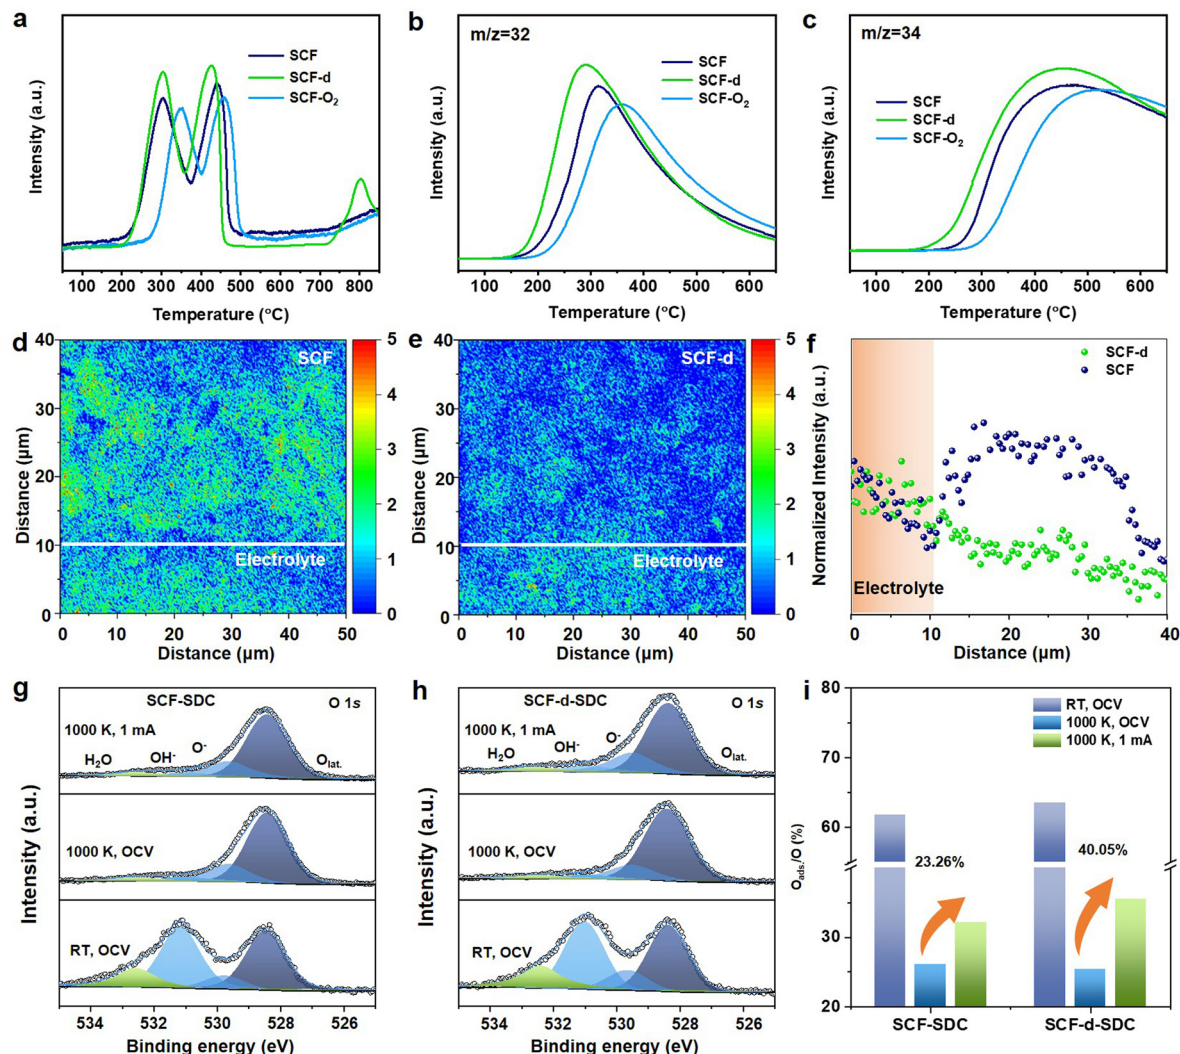 a
Intensity (a.u.)
SCF
SCF-d
SCF-O₂
100 200 300 400 500 600 700 800
Temperature (°C)
b
m/z=32
Intensity (a.u.)
SCF
SCF-d
SCF-O₂
100 200 300 400 500 600
Temperature (°C)
c
m/z=34
Intensity (a.u.)
SCF
SCF-d
SCF-O₂
100 200 300 400 500 600
Temperature (°C)
d
SCF
Electrolyte
Distance (μm)
40
30
20
10
0
0 10 20 30 40 50
Distance (μm)
5
4
3
2
1
0
e
SCF-d
Electrolyte
Distance (μm)
40
30
20
10
0
0 10 20 30 40 50
Distance (μm)
5
4
3
2
1
0
f
SCF-d
SCF
Normalized Intensity (a.u.)
Electrolyte
0 10 20 30 40
Distance (μm)
g
SCF-SDC
O 1s
1000 K, 1 mA
H₂O
OH⁻
O⁻
Olat.
1000 K, OCV
RT, OCV
Intensity (a.u.)
534 532 530 528 526
Binding energy (eV)
h
SCF-d-SDC
O 1s
1000 K, 1 mA
H₂O
OH⁻
O⁻
Olat.
1000 K, OCV
RT, OCV
Intensity (a.u.)
534 532 530 528 526
Binding energy (eV)
i
RT, OCV
1000 K, OCV
1000 K, 1 mA
Oads./O (%)
80
70
60
30
20
23.26%
40.05%
SCF-SDC
SCF-d-SDC